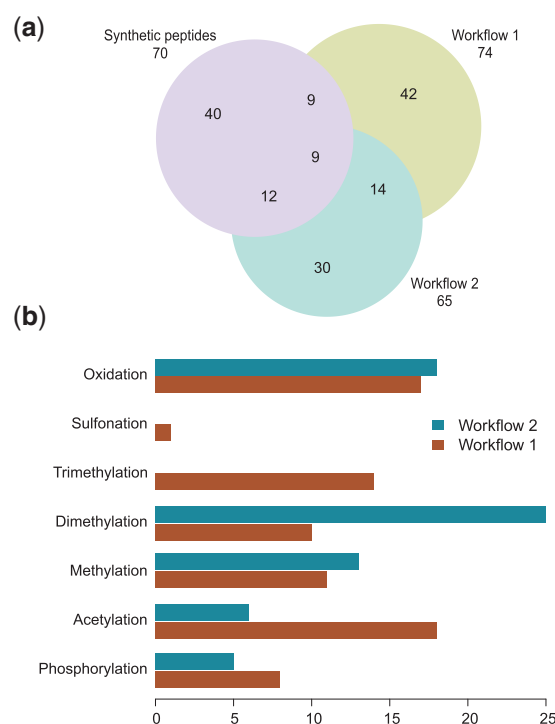 (a)
Synthetic peptides
70
Workflow 1
74
40
9
42
9
12
14
30
Workflow 2
65
(b)
Oxidation
Sulfonation
Trimethylation
Dimethylation
Methylation
Acetylation
Phosphorylation
Workflow 2
Workflow 1
0 5 10 15 20 25